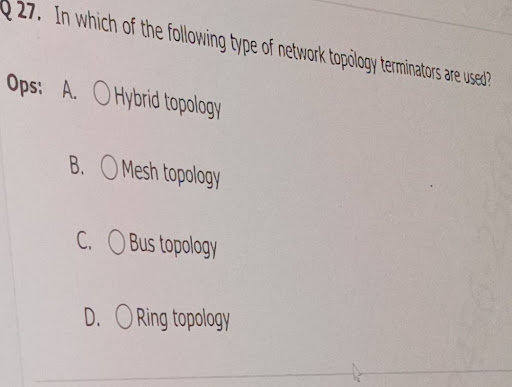 Q 27. In which of the following type of network topology terminators are used?
Ops: A. Hybrid topology
B. Mesh topology
C. Bus topology
D. Ring topology